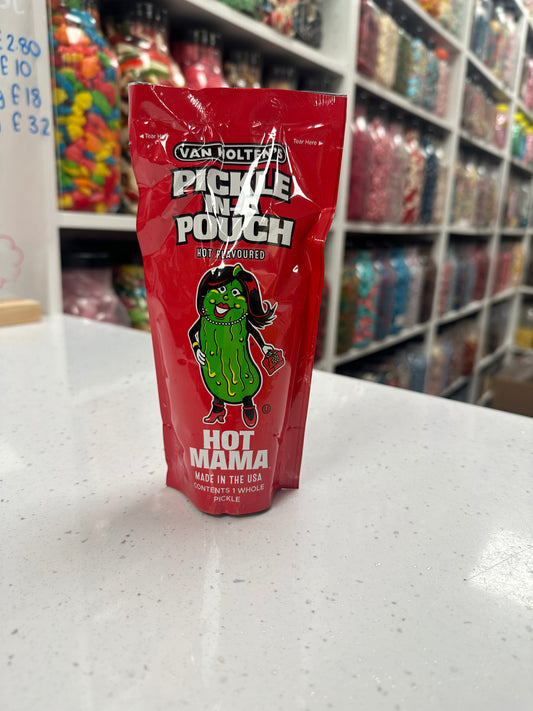 £2.80
£10
£18
£32
◄ Tear Here
Tear Here ►
VAN HOLTEN'S
PICKLE
-IN-A-
POUCH
HOT FLAVOURED
HOT
MAMA
MADE IN THE USA
CONTENTS 1 WHOLE
PICKLE